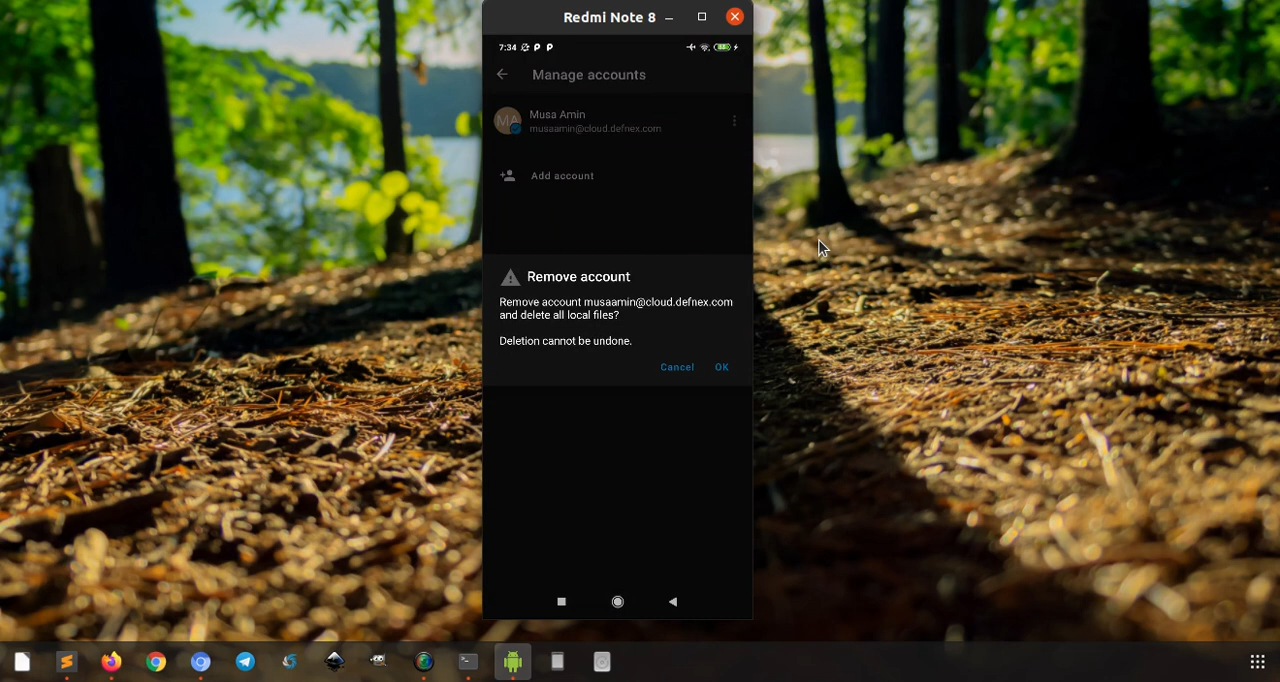 Redmi Note 8
7:34
Manage accounts
MA
Musa Amin
musaamin@cloud.defnex.com
Add account
Remove account
Remove account musaamin@cloud.defnex.com
and delete all local files?
Deletion cannot be undone.
Cancel OK